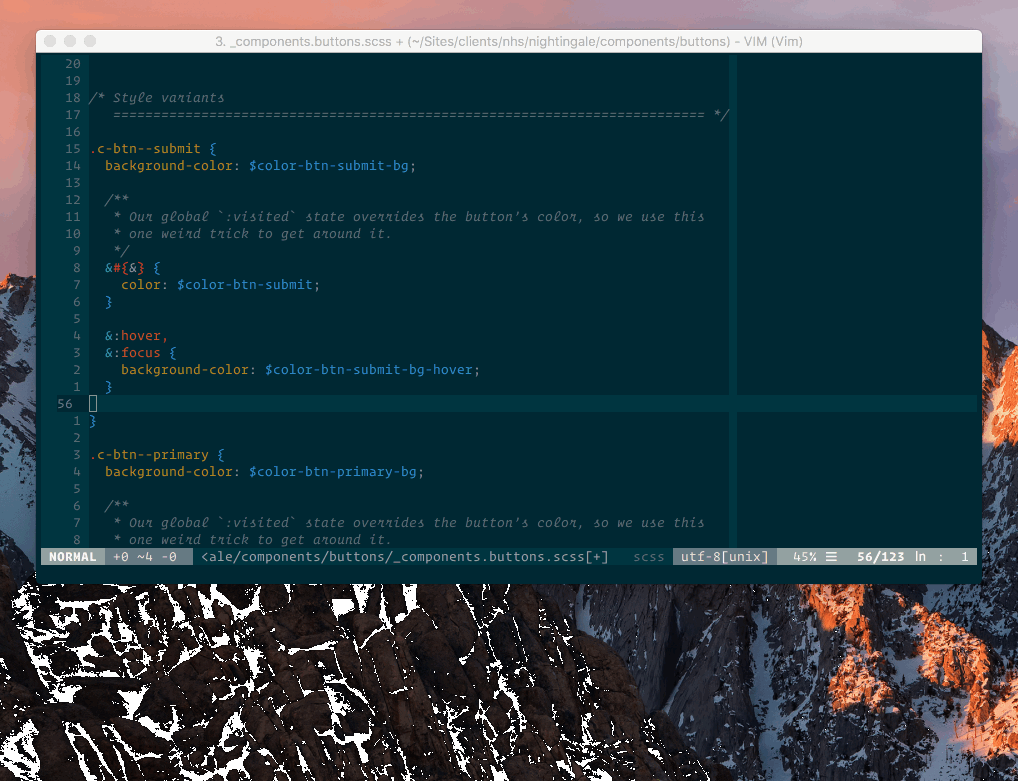 3. _components.buttons.scss + (~/Sites/clients/nhs/nightingale/components/buttons) - VIM (Vim)
20
19
18 /* Style variants
17 ========================================================================== */
16
15 .c-btn--submit {
14 background-color: $color-btn-submit-bg;
13
12 /**
11 * Our global `:visited` state overrides the button's color, so we use this
10 * one weird trick to get around it.
9 */
8 &#{&} {
7 color: $color-btn-submit;
6 }
5
4 &:hover,
3 &:focus {
2 background-color: $color-btn-submit-bg-hover;
1 }
56
1 }
2
3 .c-btn--primary {
4 background-color: $color-btn-primary-bg;
5
6 /**
7 * Our global `:visited` state overrides the button's color, so we use this
8 * one weird trick to get around it.
NORMAL +0 ~4 -0 <ale/components/buttons/_components.buttons.scss[+] scss utf-8[unix] 45% ☰ 56/123 ln : 1